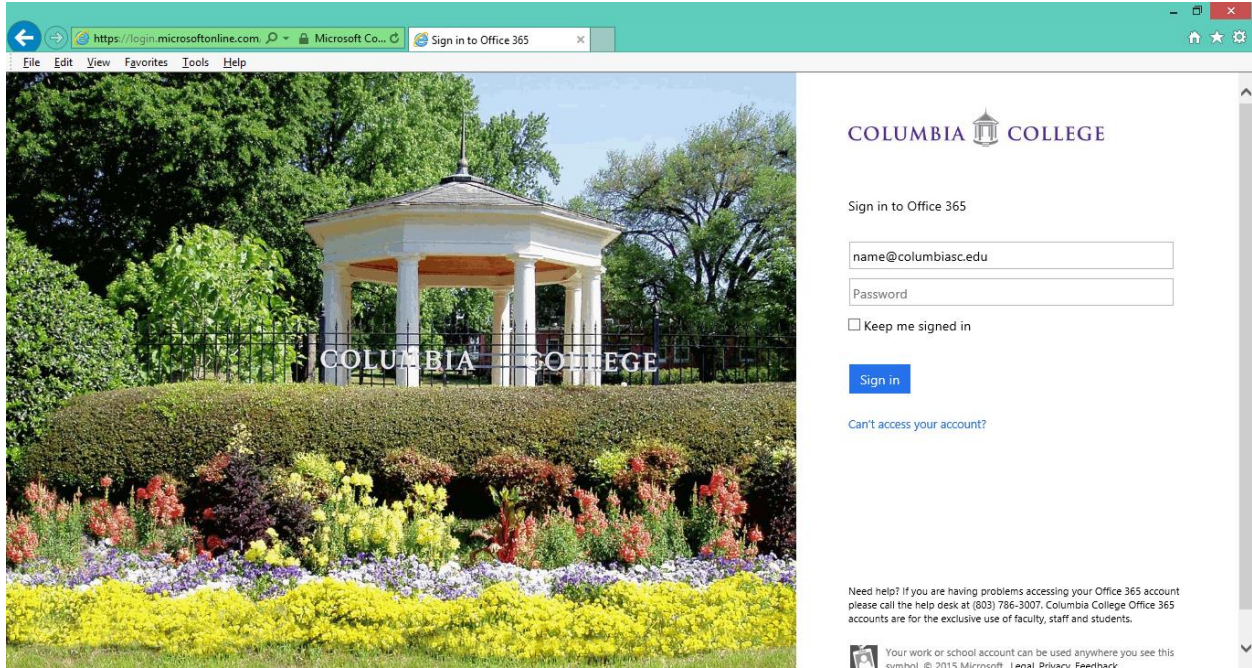 https://login.microsoftonline.com, Microsoft Co... Sign in to Office 365
File Edit View Favorites Tools Help
COLUMBIA COLLEGE
COLUMBIA COLLEGE
Sign in to Office 365
name@columbiasc.edu
Password
Keep me signed in
Sign in
Can't access your account?
Need help? If you are having problems accessing your Office 365 account
please call the help desk at (803) 786-3007. Columbia College Office 365
accounts are for the exclusive use of faculty, staff and students.
Your work or school account can be used anywhere you see this
symbol. © 2015 Microsoft Legal Privacy Feedback